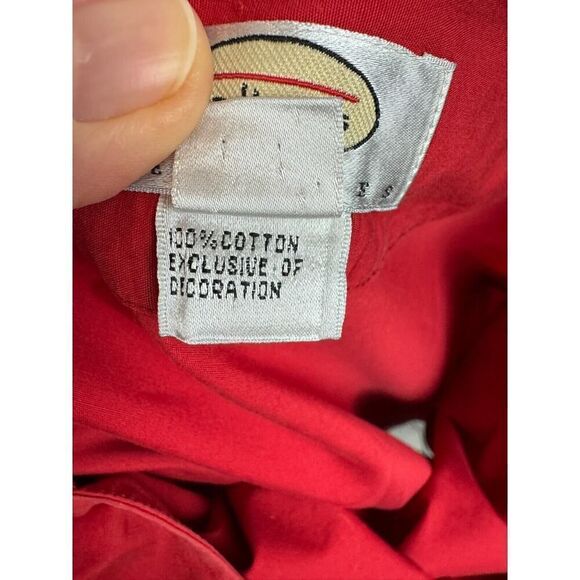 100% COTTON
EXCLUSIVE OF
DECORATION